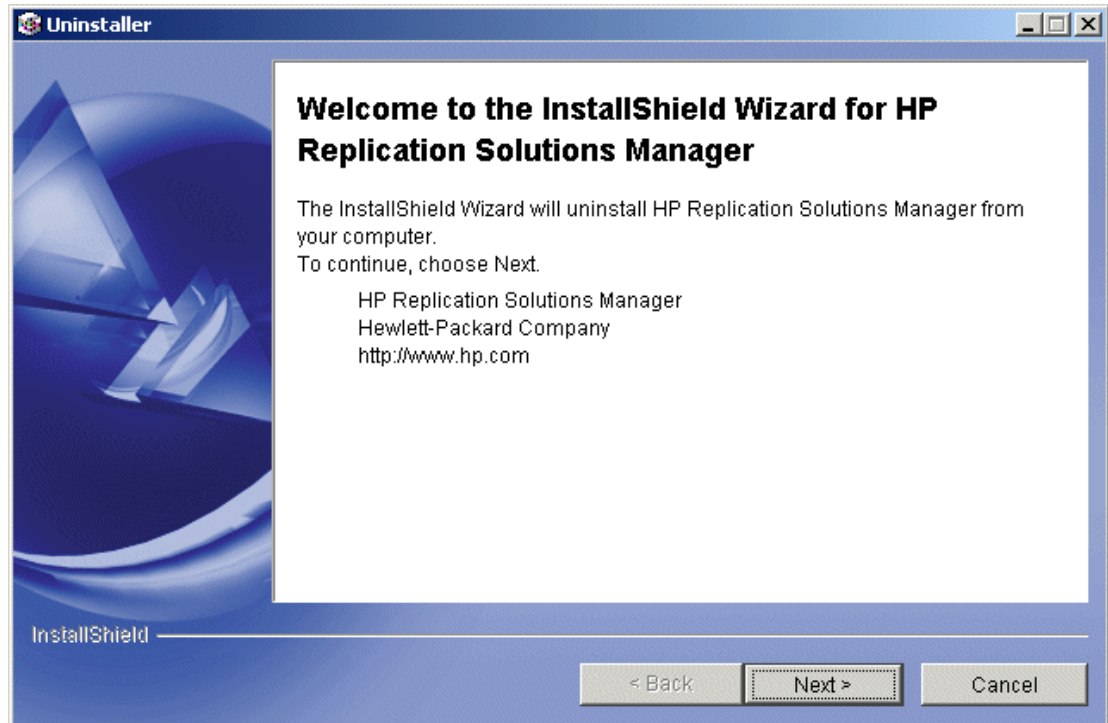 Uninstaller
Welcome to the InstallShield Wizard for HP
Replication Solutions Manager
The InstallShield Wizard will uninstall HP Replication Solutions Manager from
your computer.
To continue, choose Next.
HP Replication Solutions Manager
Hewlett-Packard Company
http://www.hp.com
InstallShield
< Back
Next >
Cancel